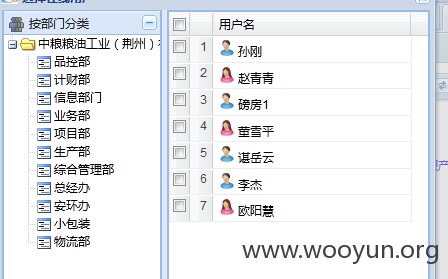 按部门分类
中粮粮油工业（荆州）
品控部
计财部
信息部门
业务部
项目部
生产部
综合管理部
总经办
安环办
小包装
物流部
用户名
1 孙刚
2 赵青青
3 磅房1
4 董雪平
5 谌岳云
6 李杰
7 欧阳慧
www.wooyun.org